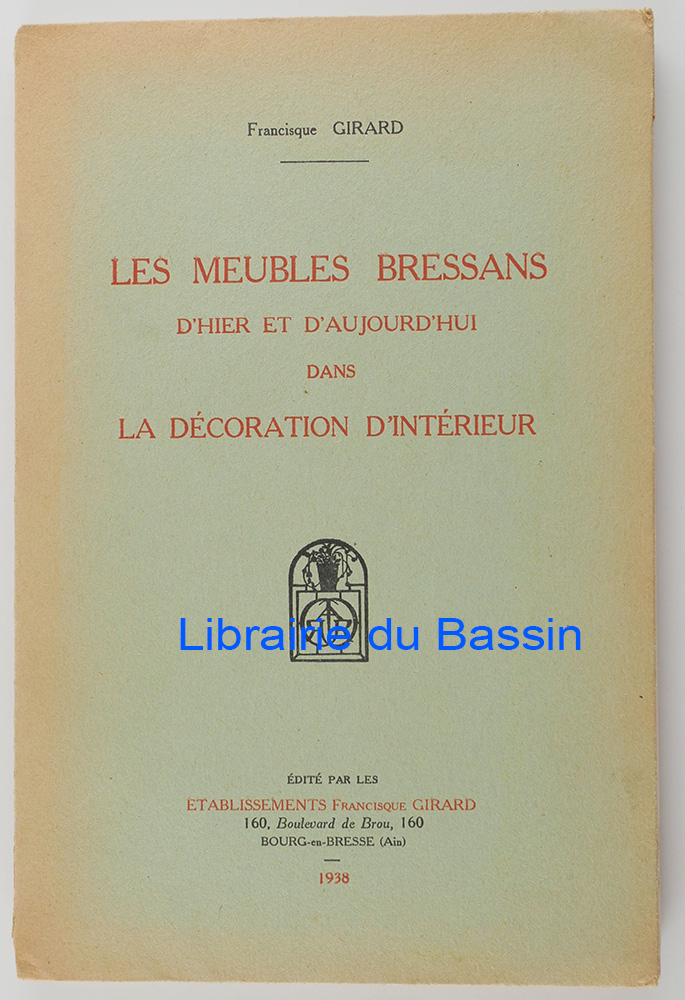 Francisque GIRARD
LES MEUBLES BRESSANS
D'HIER ET D'AUJOURD'HUI
DANS
LA DÉCORATION D'INTÉRIEUR
Librairie du Bassin
ÉDITÉ PAR LES
ETABLISSEMENTS FRANCISQUE GIRARD
160, Boulevard de Brou, 160
BOURG-en-BRESSE (Ain)
1938